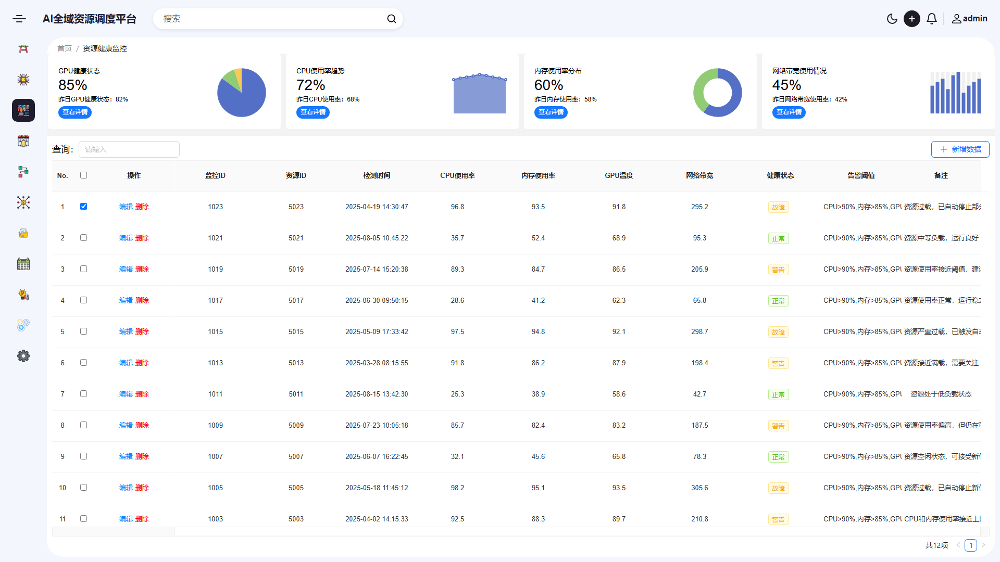 AI全域资源调度平台
搜索
admin
首页 / 资源健康监控
GPU健康状态
85%
昨日GPU健康状态：82%
查看详情
CPU使用率趋势
72%
昨日CPU使用率：68%
查看详情
内存使用率分布
60%
昨日内存使用率：58%
查看详情
网络带宽使用情况
45%
昨日网络带宽使用率：42%
查看详情
查询： 请输入
新增数据
No. 操作 监控ID 资源ID 检测时间 CPU使用率 内存使用率 GPU温度 网络带宽 健康状态 告警阈值 备注
1 编辑 删除 1023 5023 2025-04-19 14:30:47 96.8 93.5 91.8 295.2 故障 CPU>90%,内存>85%,GPU 资源过载，已自动停止部分
2 编辑 删除 1021 5021 2025-08-05 10:45:22 35.7 52.4 68.9 95.3 正常 CPU>90%,内存>85%,GPU 资源中等负载，运行良好
3 编辑 删除 1019 5019 2025-07-14 15:20:38 89.3 84.7 86.5 205.9 警告 CPU>90%,内存>85%,GPU 资源使用率接近阈值，建议
4 编辑 删除 1017 5017 2025-06-30 09:50:15 28.6 41.2 62.3 65.8 正常 CPU>90%,内存>85%,GPU 资源使用率正常，运行稳定
5 编辑 删除 1015 5015 2025-05-09 17:33:42 97.5 94.8 92.1 298.7 故障 CPU>90%,内存>85%,GPU 资源严重过载，已触发自动
6 编辑 删除 1013 5013 2025-03-28 08:15:55 91.8 86.2 87.9 198.4 警告 CPU>90%,内存>85%,GPU 资源接近满载，需要关注
7 编辑 删除 1011 5011 2025-08-15 13:42:30 25.3 38.9 58.6 42.7 正常 CPU>90%,内存>85%,GPU 资源处于低负载状态
8 编辑 删除 1009 5009 2025-07-23 10:05:18 85.7 82.4 83.2 187.5 警告 CPU>90%,内存>85%,GPU 资源使用率偏高，但仍在可
9 编辑 删除 1007 5007 2025-06-07 16:22:45 32.1 45.6 65.8 78.3 正常 CPU>90%,内存>85%,GPU 资源空闲状态，可接受新任
10 编辑 删除 1005 5005 2025-05-18 11:45:12 98.2 95.1 93.5 305.6 故障 CPU>90%,内存>85%,GPU 资源过载，已自动停止新任
11 编辑 删除 1003 5003 2025-04-02 14:15:33 92.5 88.3 89.7 210.8 警告 CPU>90%,内存>85%,GPU CPU和内存使用率接近上限
共12项 < 1 >